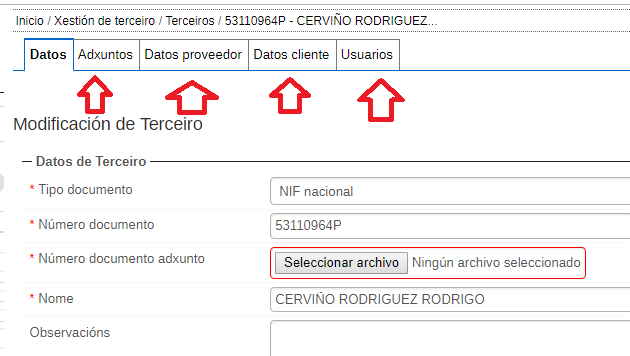 Inicio / Xestión de terceiro / Terceiros / 53110964P - CERVIÑO RODRIGUEZ...
Datos Adxuntos Datos proveedor Datos cliente Usuarios
Modificación de Terceiro
Datos de Terceiro
* Tipo documento NIF nacional
* Número documento 53110964P
* Número documento adxunto Seleccionar archivo Ningún archivo seleccionado
* Nome CERVIÑO RODRIGUEZ RODRIGO
Observacións